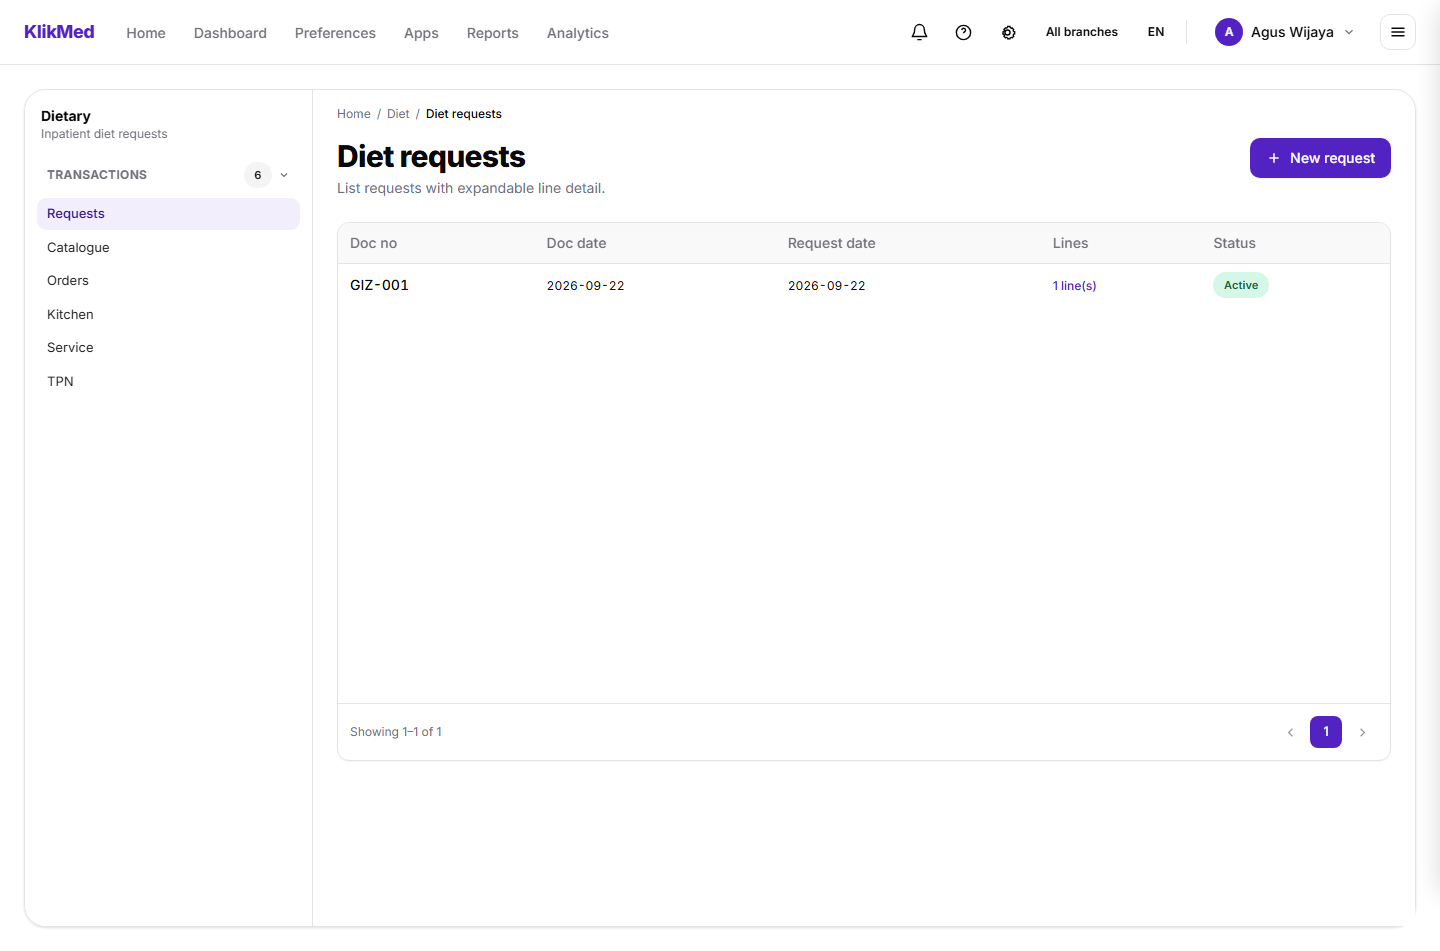 KlikMed Home Dashboard Preferences Apps Reports Analytics All branches EN A Agus Wijaya
Dietary
Inpatient diet requests
TRANSACTIONS 6
Requests
Catalogue
Orders
Kitchen
Service
TPN
Home / Diet / Diet requests
Diet requests
+ New request
List requests with expandable line detail.
Doc no Doc date Request date Lines Status
GIZ-001 2026-09-22 2026-09-22 1 line(s) Active
Showing 1–1 of 1
‹ 1 ›